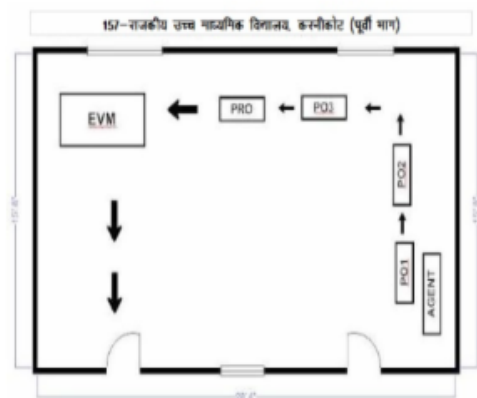 157-राजकीय उच्च माध्यमिक विद्यालय, कस्नीकोट (पूर्वी भाग)
EVM
PRO
PO3
PO2
PO1
AGENT